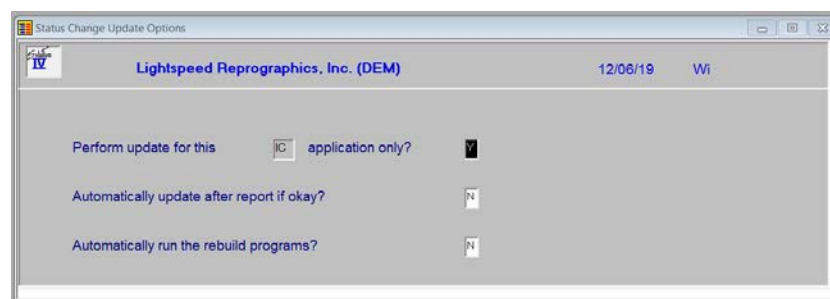 Status Change Update Options
IV
Lightspeed Reprographics, Inc. (DEM) 12/06/19 Wi
Perform update for this IC application only? Y
Automatically update after report if okay? N
Automatically run the rebuild programs? N